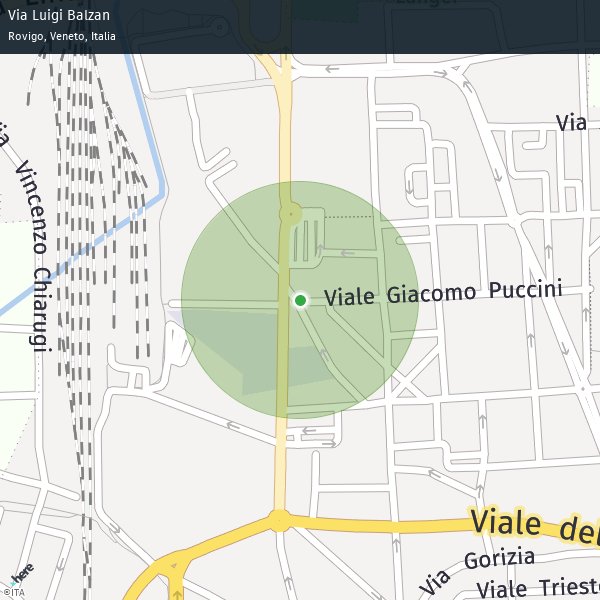 Via Luigi Balzan
Rovigo, Veneto, Italia
Via
Via Vincenzo Chiarugi
Viale Giacomo Puccini
Viale del
Via Gorizia
Viale Trieste
here
©ITA